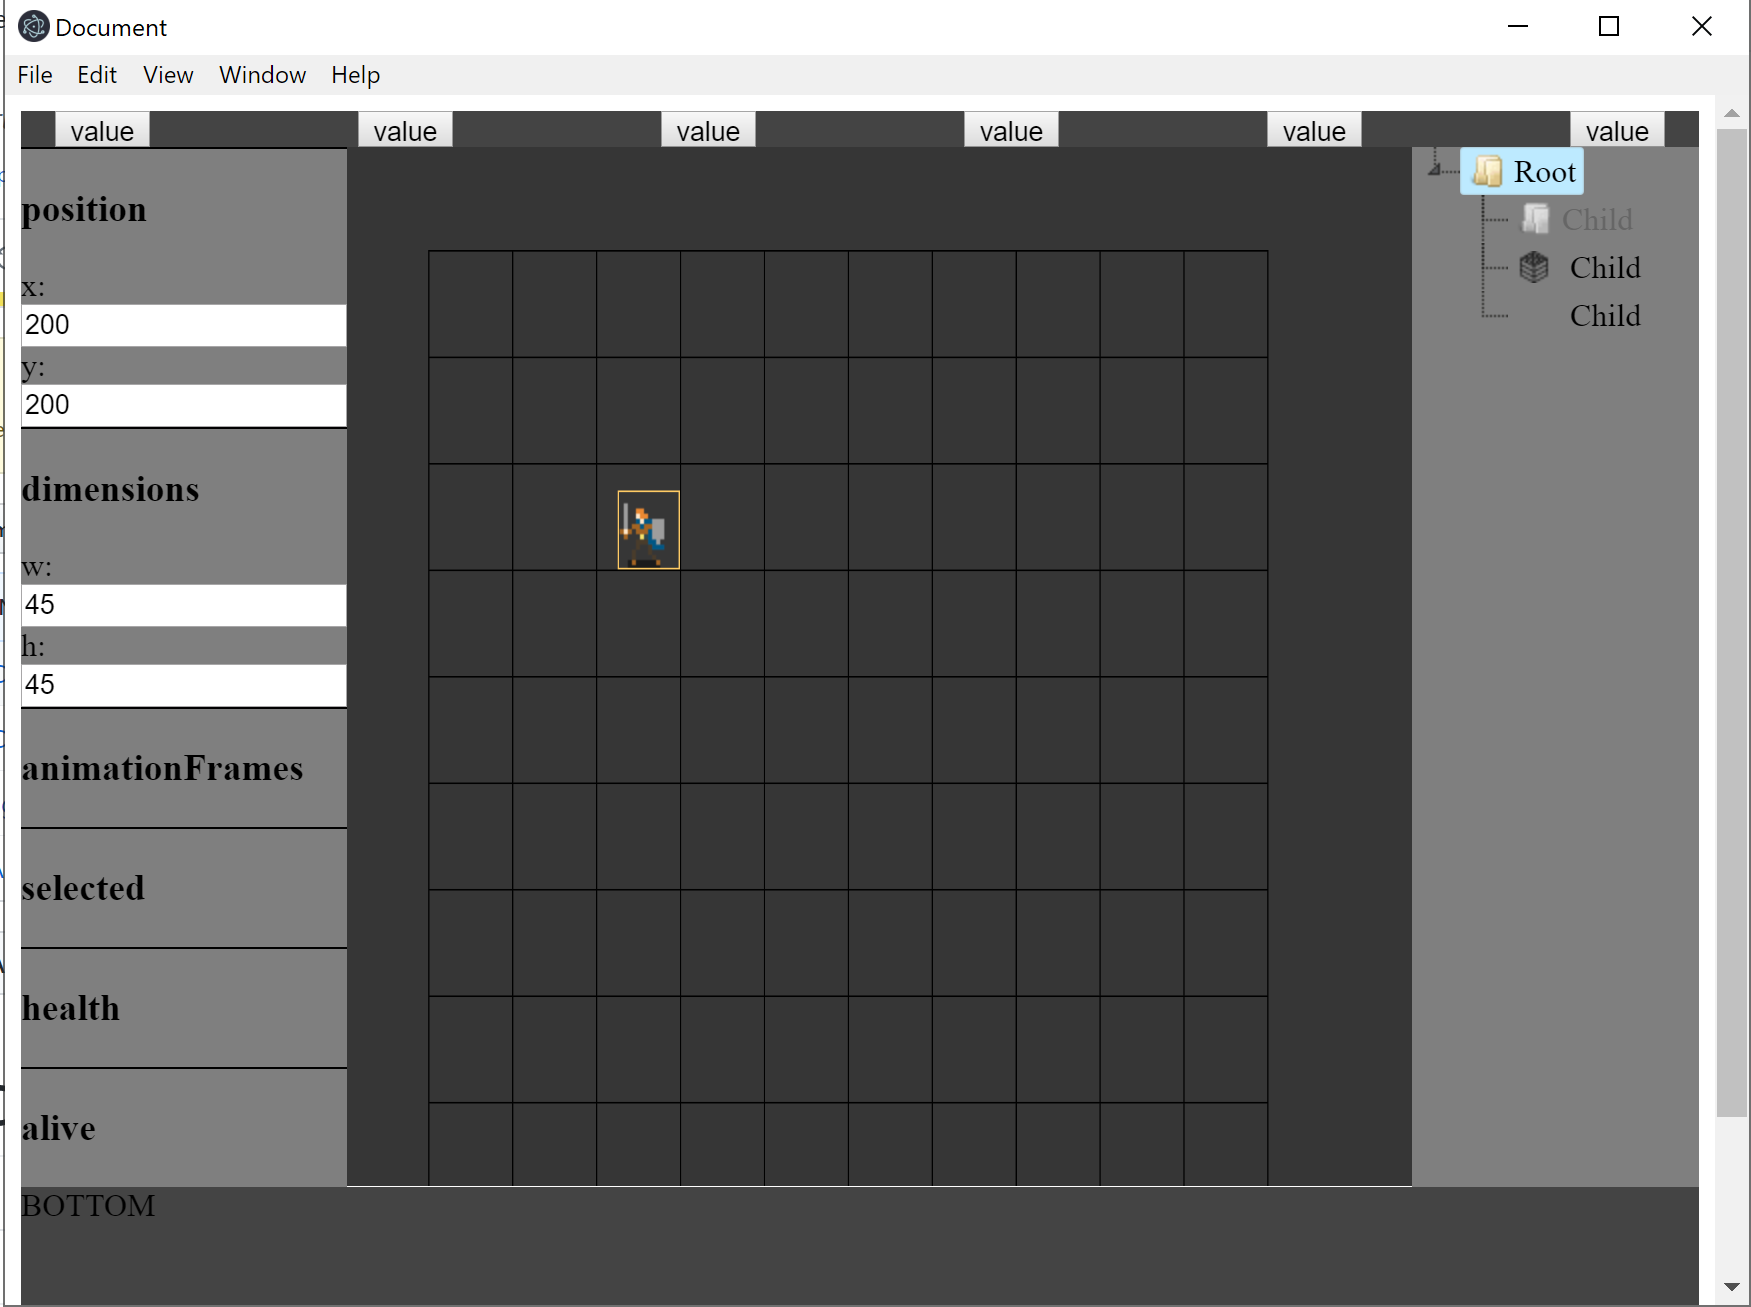 Document
File Edit View Window Help
value value value value value value
position
x:
200
y:
200
dimensions
w:
45
h:
45
animationFrames
selected
health
alive
Root
Child
Child
Child
BOTTOM